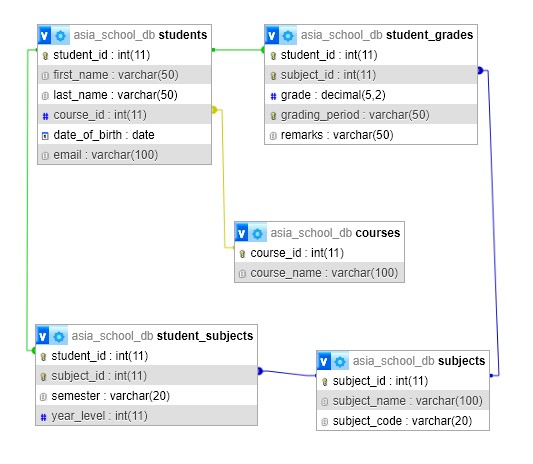 asia_school_db students
student_id : int(11)
first_name : varchar(50)
last_name : varchar(50)
# course_id : int(11)
date_of_birth : date
email : varchar(100)
asia_school_db student_grades
student_id : int(11)
subject_id : int(11)
# grade : decimal(5,2)
grading_period : varchar(50)
remarks : varchar(50)
asia_school_db courses
course_id : int(11)
course_name : varchar(100)
asia_school_db student_subjects
student_id : int(11)
subject_id : int(11)
semester : varchar(20)
# year_level : int(11)
asia_school_db subjects
subject_id : int(11)
subject_name : varchar(100)
subject_code : varchar(20)